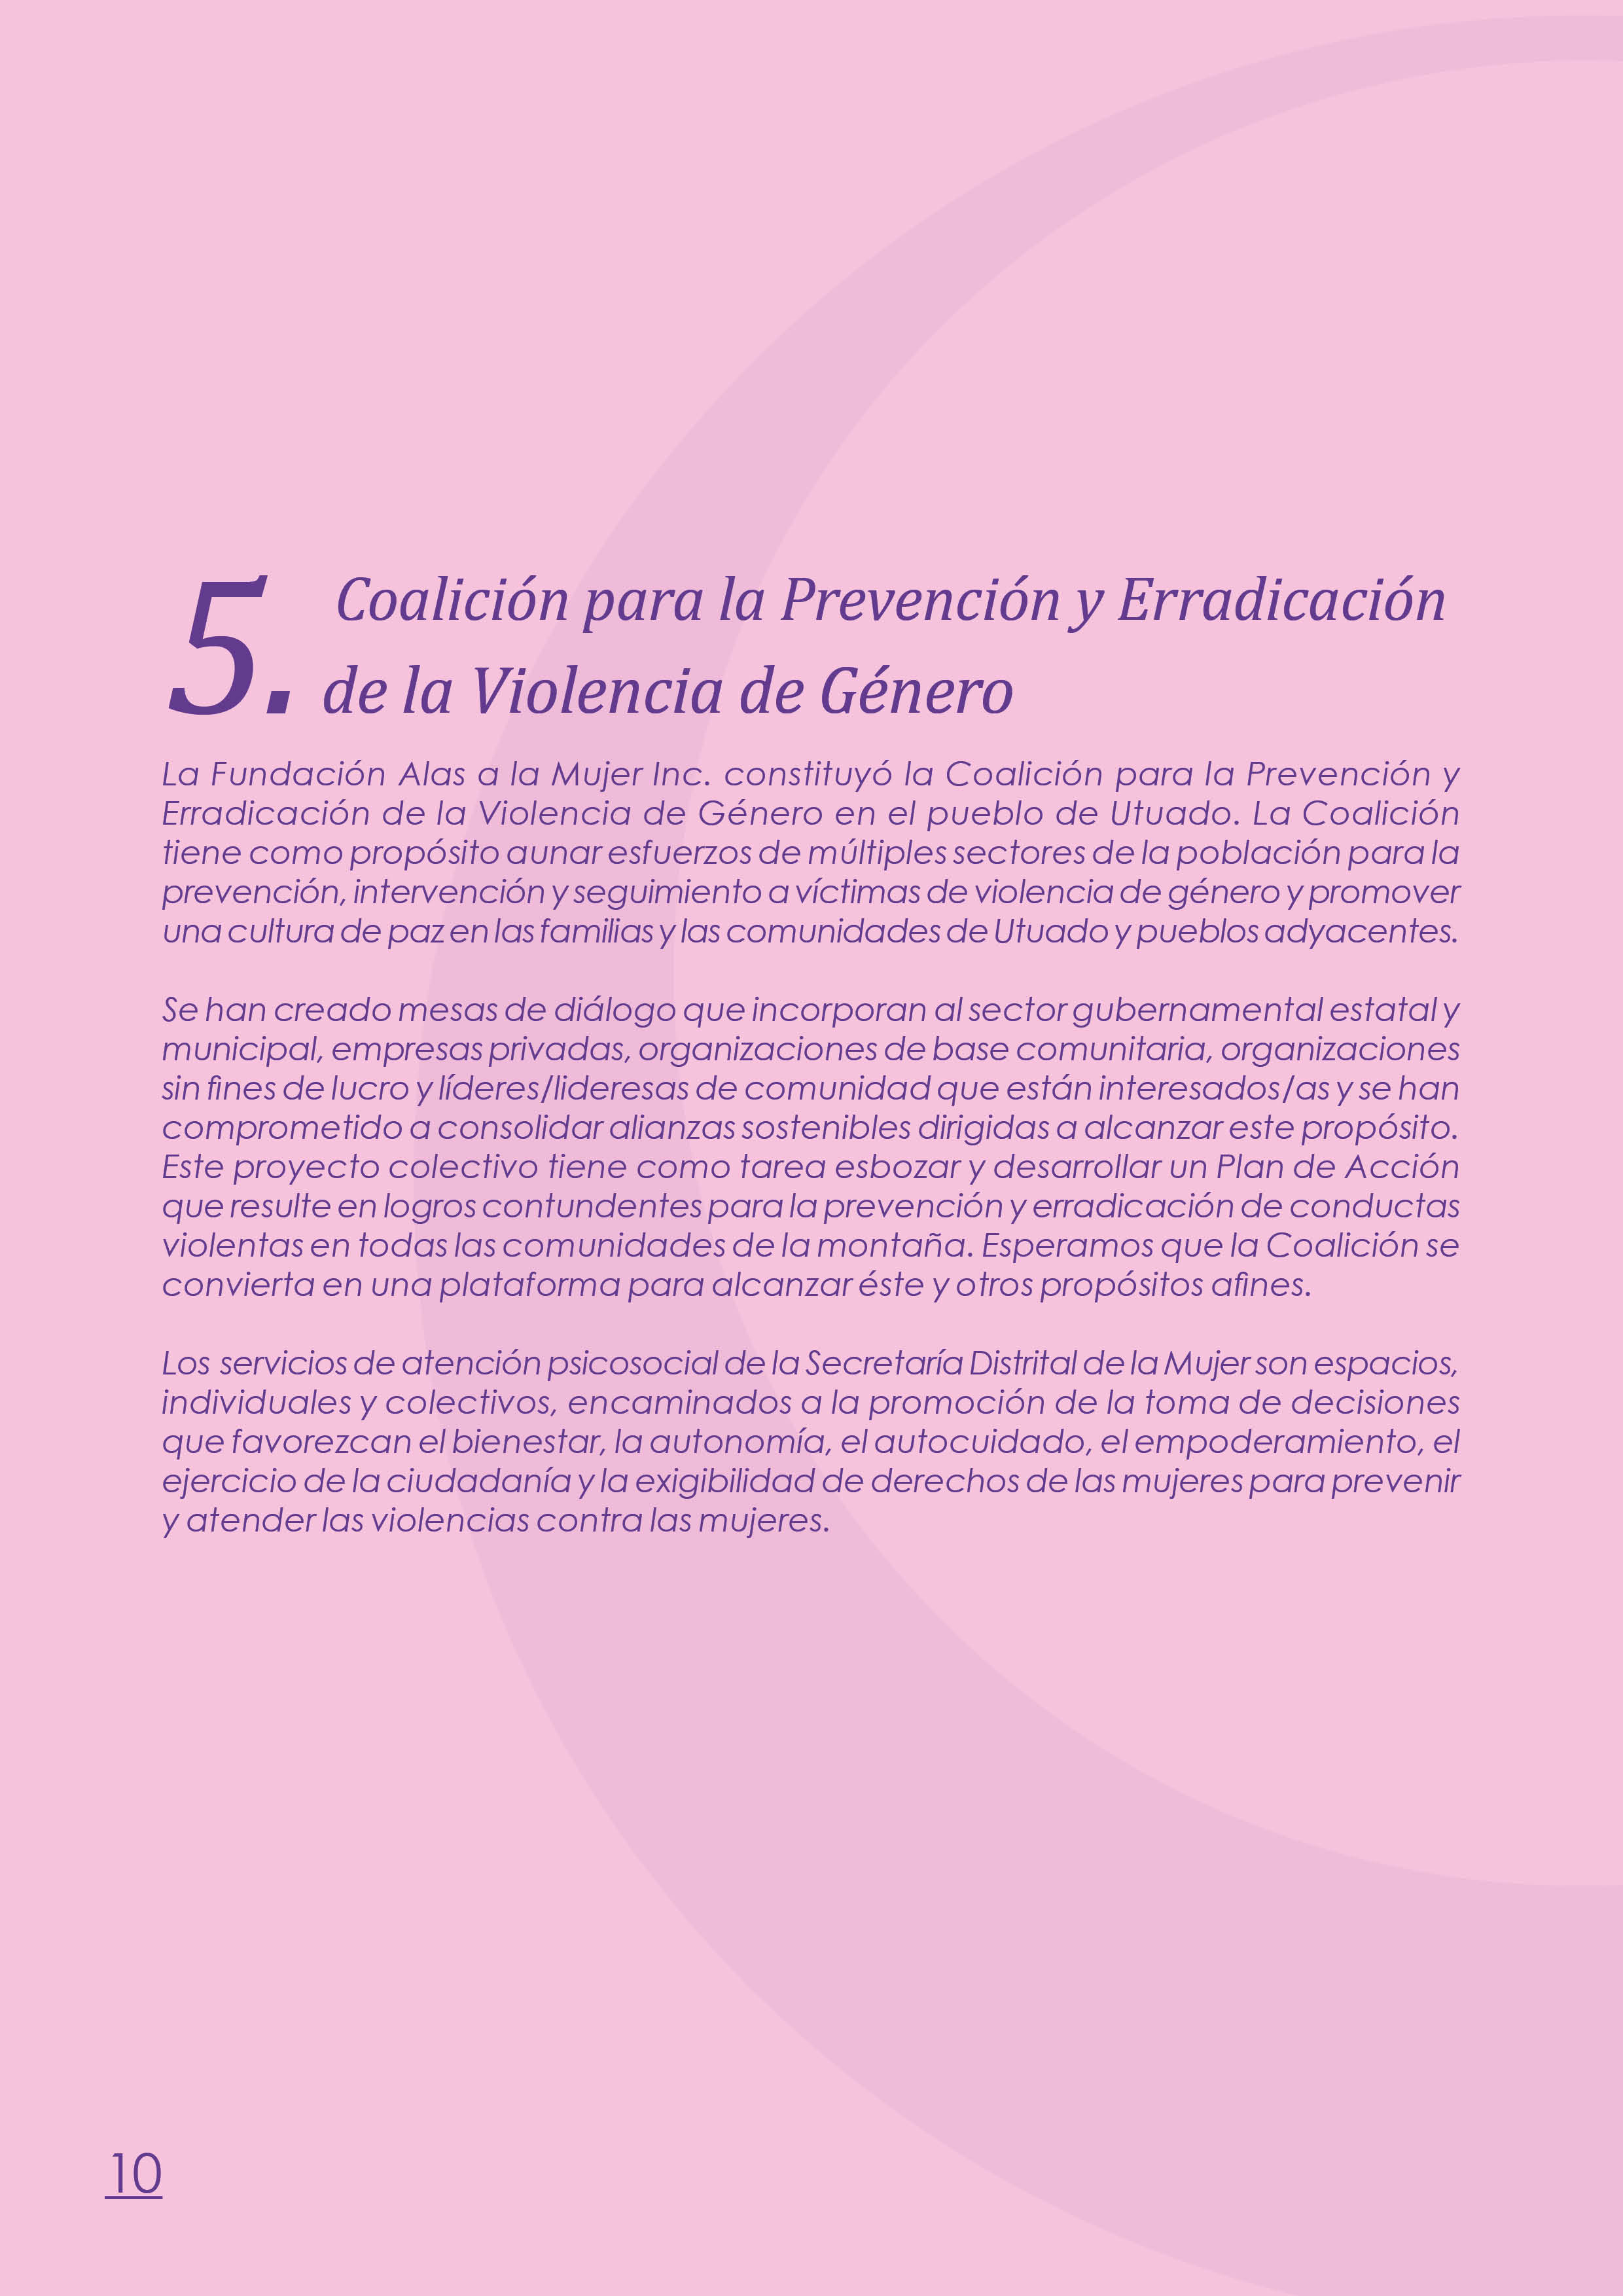 5. Coalición para la Prevención y Erradicación
de la Violencia de Género
La Fundación Alas a la Mujer Inc. constituyó la Coalición para la Prevención y
Erradicación de la Violencia de Género en el pueblo de Utuado. La Coalición
tiene como propósito aunar esfuerzos de múltiples sectores de la población para la
prevención, intervención y seguimiento a víctimas de violencia de género y promover
una cultura de paz en las familias y las comunidades de Utuado y pueblos adyacentes.
Se han creado mesas de diálogo que incorporan al sector gubernamental estatal y
municipal, empresas privadas, organizaciones de base comunitaria, organizaciones
sin fines de lucro y líderes/lideresas de comunidad que están interesados/as y se han
comprometido a consolidar alianzas sostenibles dirigidas a alcanzar este propósito.
Este proyecto colectivo tiene como tarea esbozar y desarrollar un Plan de Acción
que resulte en logros contundentes para la prevención y erradicación de conductas
violentas en todas las comunidades de la montaña. Esperamos que la Coalición se
convierta en una plataforma para alcanzar éste y otros propósitos afines.
Los servicios de atención psicosocial de la Secretaría Distrital de la Mujer son espacios,
individuales y colectivos, encaminados a la promoción de la toma de decisiones
que favorezcan el bienestar, la autonomía, el autocuidado, el empoderamiento, el
ejercicio de la ciudadanía y la exigibilidad de derechos de las mujeres para prevenir
y atender las violencias contra las mujeres.
10